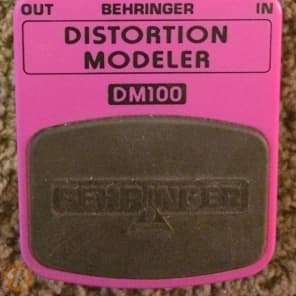 OUT BEHRINGER IN
DISTORTION
MODELER
DM100
BEHRINGER